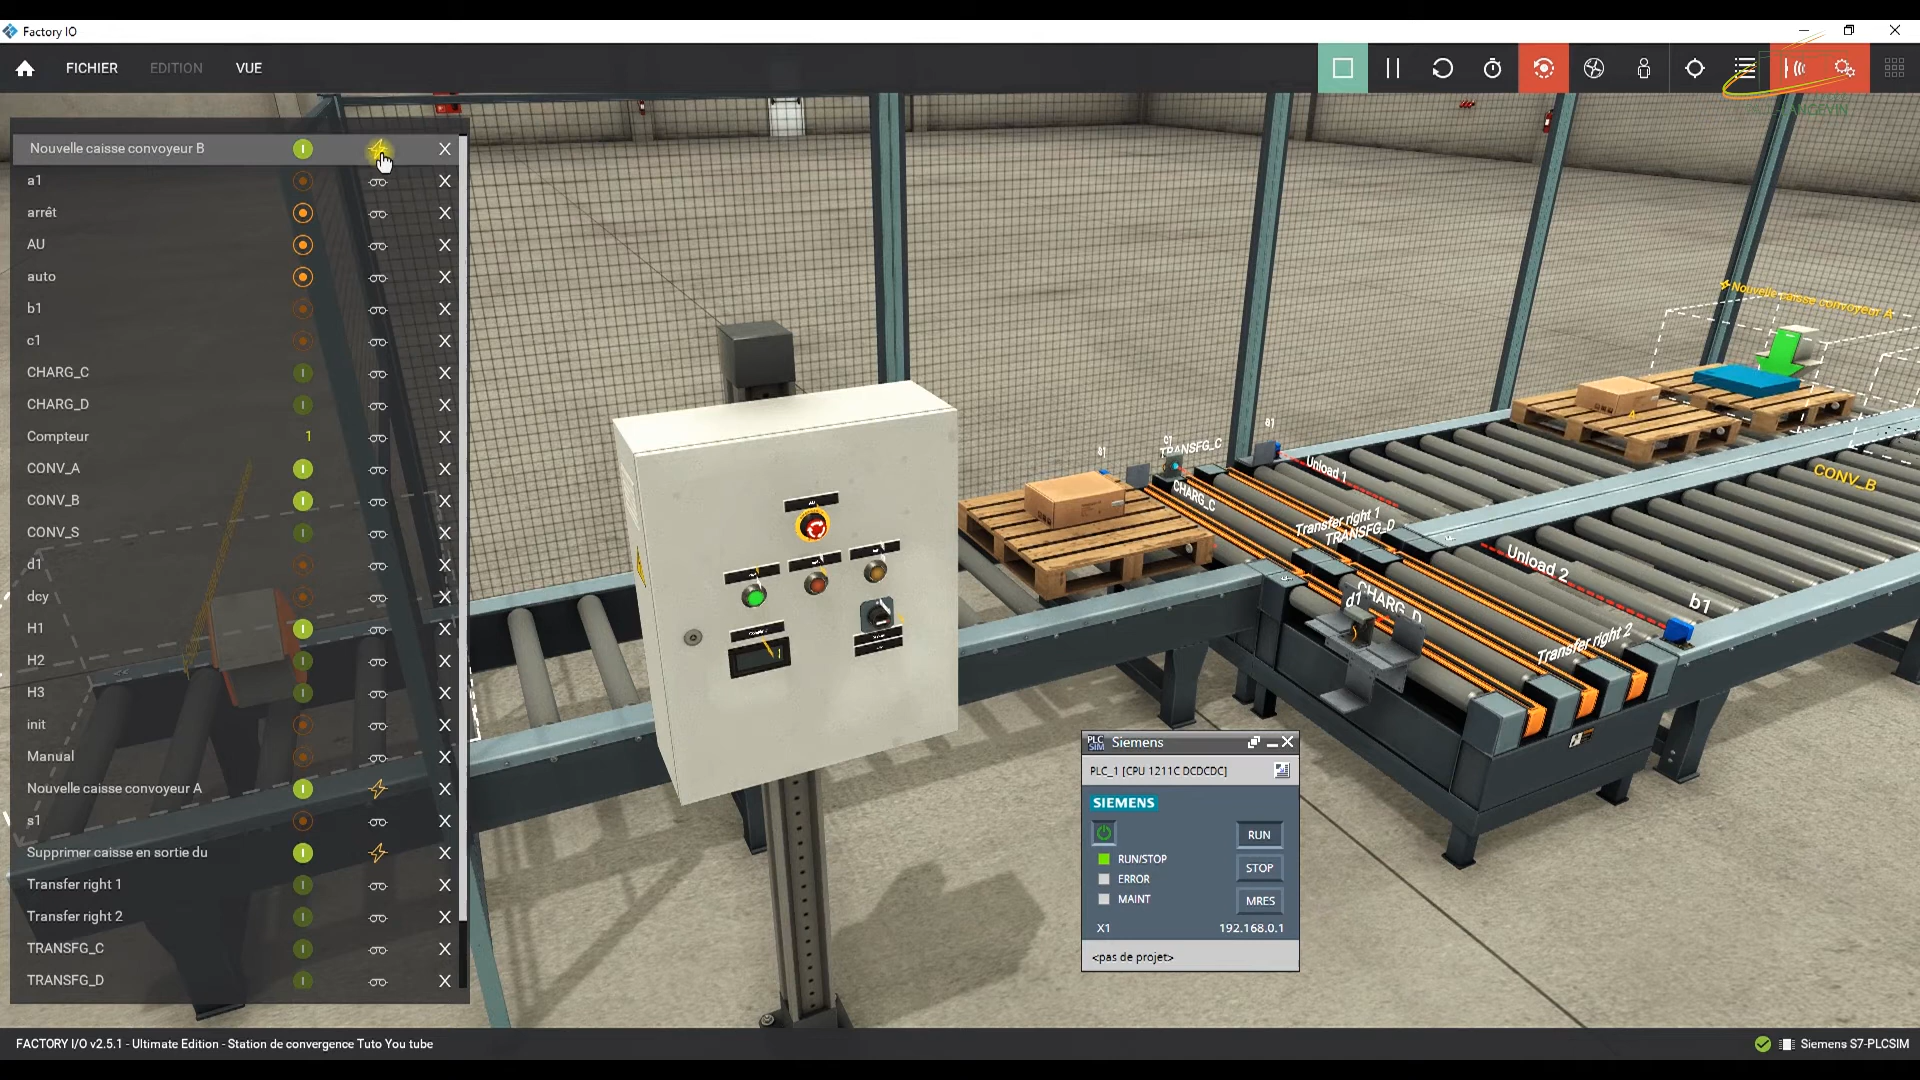 Factory IO
FICHIER
EDITION
VUE
Nouvelle caisse convoyeur B
a1
arrêt
AU
auto
b1
c1
CHARG_C
CHARG_D
Compteur
1
CONV_A
CONV_B
CONV_S
d1
dcy
H1
H2
H3
init
Manual
Nouvelle caisse convoyeur A
s1
Supprimer caisse en sortie du
Transfer right 1
Transfer right 2
TRANSFG_C
TRANSFG_D
Nouvelle caisse convoyeur A
CONV_B
TRANSFG_C
CHARG_C
Unload 1
Transfer right 1
TRANSFG_D
Unload 2
b1
CHARG_D
d1
Transfer right 2
PLC SIM
Siemens
PLC_1 [CPU 1211C DCDCDC]
SIEMENS
RUN
RUN/STOP
STOP
ERROR
MAINT
MRES
X1
192.168.0.1
<pas de projet>
FACTORY I/O v2.5.1 - Ultimate Edition - Station de convergence Tuto You tube
Siemens S7-PLCSIM